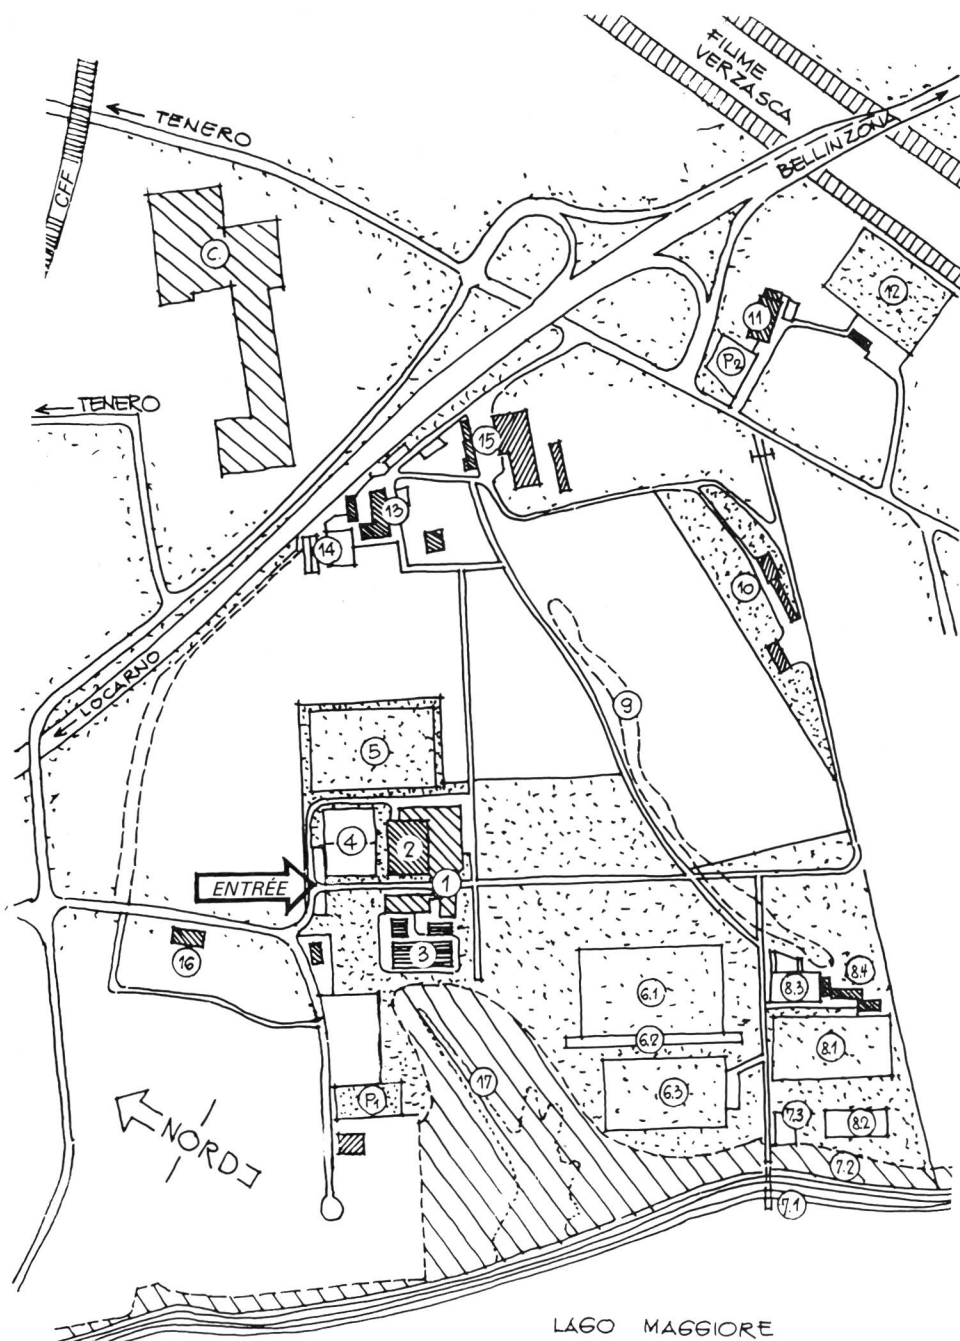 FIUME
VERZASCA
BELLINZONA
TENERO
CFF
C.
12
11
P2
TENERO
15
13
14
10
LOCARNO
9
5
4
2
ENTRÉE
1
16
3
8.4
6.1
8.3
6.2
8.1
17
6.3
P1
7.3
8.2
NORD
7.2
7.1
LAGO MAGGIORE